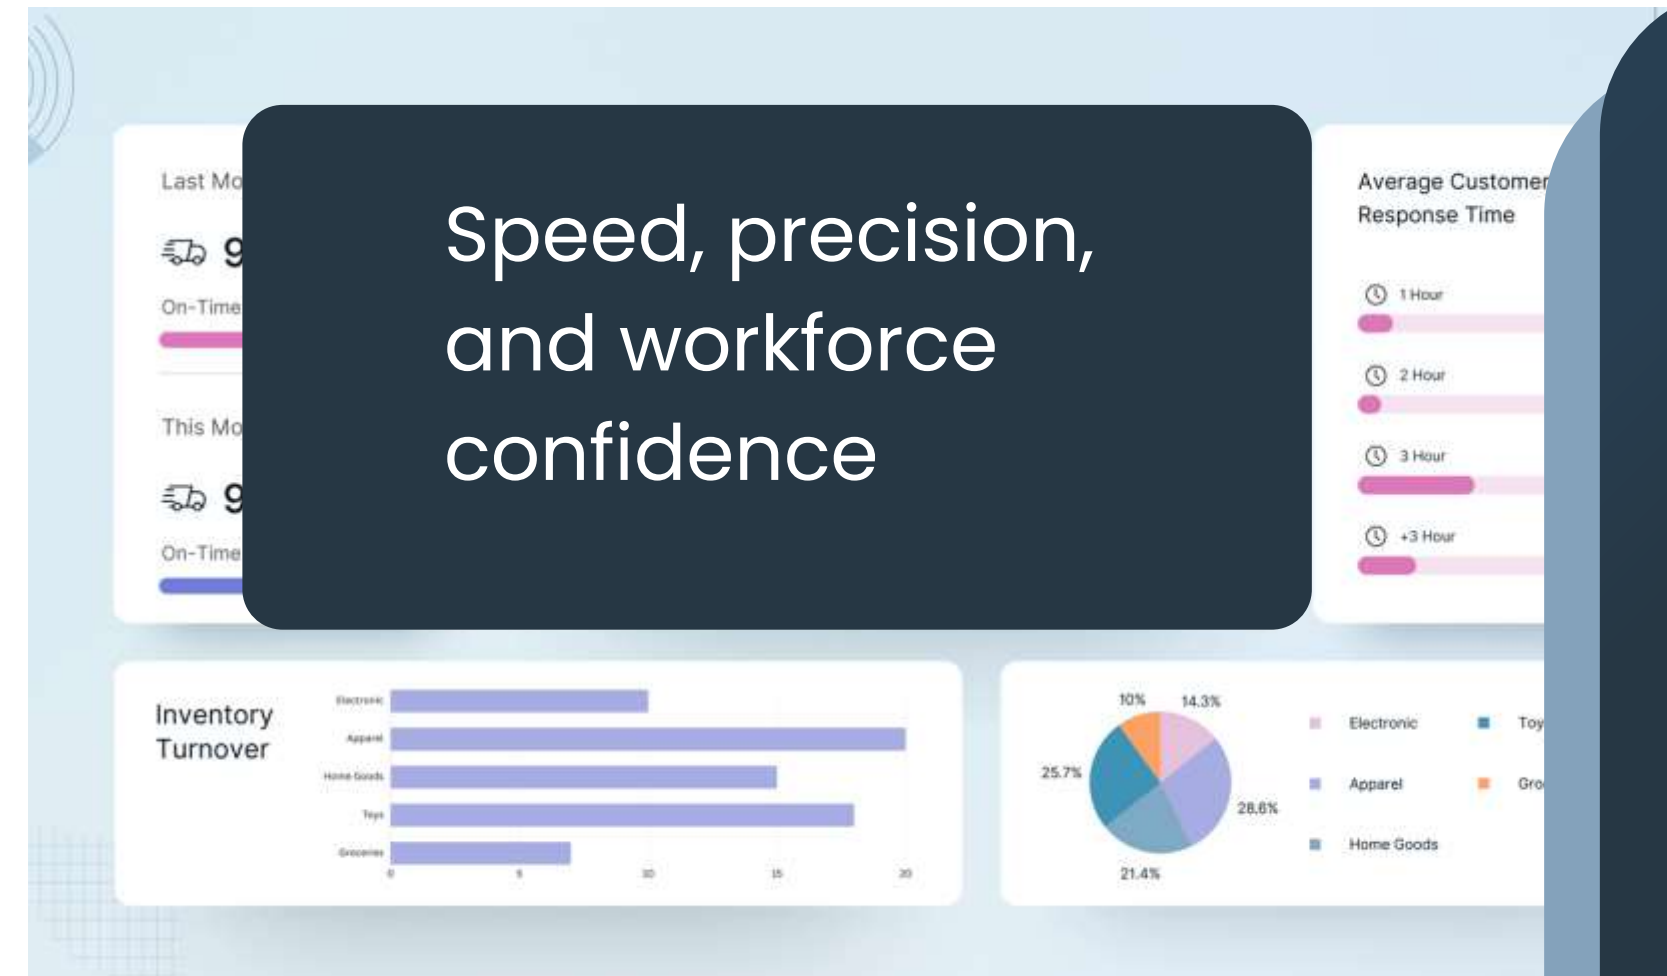 Speed, precision,
and workforce
confidence
Last Mo
9
On-Time
This Mo
9
On-Time
Average Customer
Response Time
1 Hour
2 Hour
3 Hour
+3 Hour
Inventory
Turnover
Electronic
Apparel
Home Goods
Toys
Groceries
0 5 10 15 20
10% 14.3%
25.7%
28.6%
21.4%
Electronic
Toy
Apparel
Gro
Home Goods